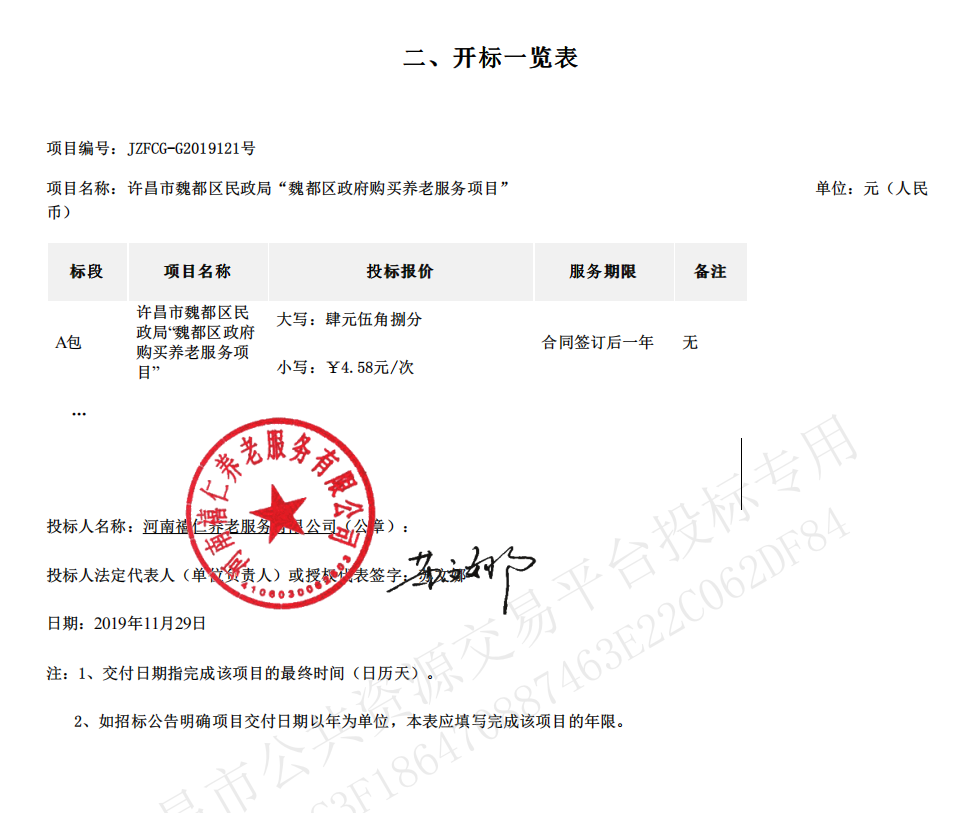 二、开标一览表
项目编号：JZFCG-G2019121号
项目名称：许昌市魏都区民政局“魏都区政府购买养老服务项目” 单位：元（人民
币）
标段 项目名称 投标报价 服务期限 备注
A包
许昌市魏都区民
政局“魏都区政府
购买养老服务项
目”
大写：肆元伍角捌分
小写：￥4.58元/次
合同签订后一年
无
...
河南禧仁养老服务有限公司
投标人名称：河南禧仁养老服务有限公司（公章）：
投标人法定代表人（单位负责人）或授权代表签字：
日期：2019年11月29日
注：1、交付日期指完成该项目的最终时间（日历天）。
2、如招标公告明确项目交付日期以年为单位，本表应填写完成该项目的年限。
昌市公共资源交易平台投标专用
C3F18647088746​3E22C062DF84